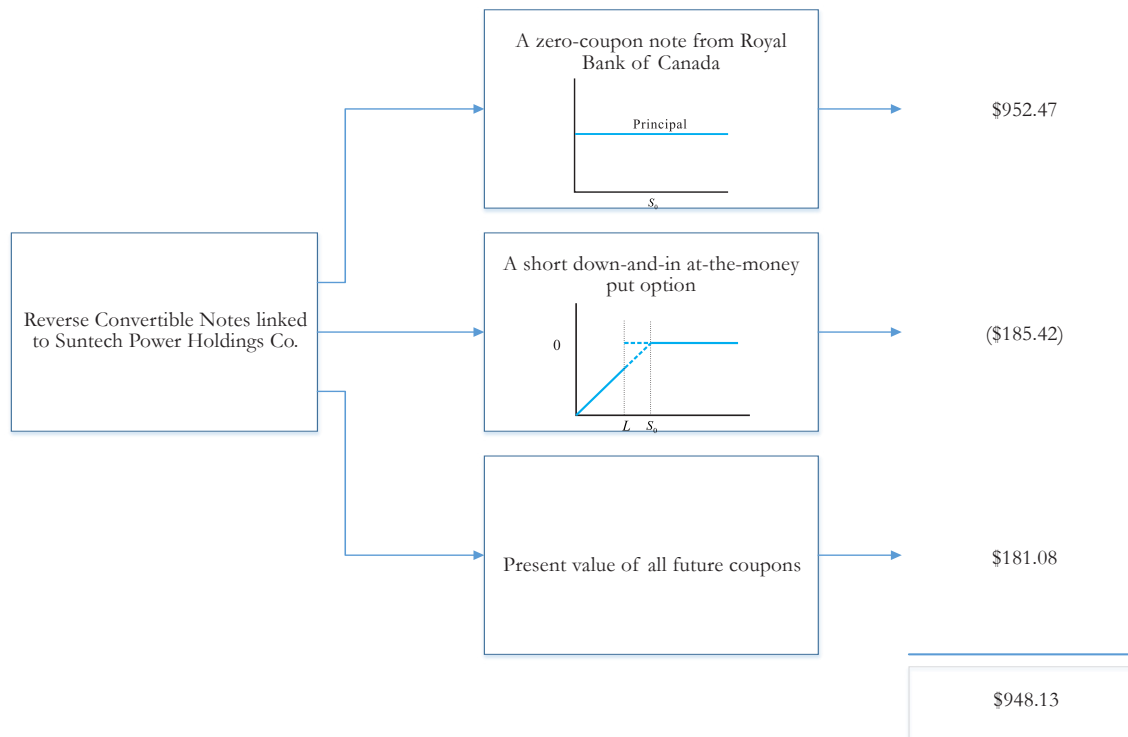 A zero-coupon note from Royal
Bank of Canada
Principal
S₀
$952.47
Reverse Convertible Notes linked
to Suntech Power Holdings Co.
A short down-and-in at-the-money
put option
0
L S₀
($185.42)
Present value of all future coupons
$181.08
$948.13